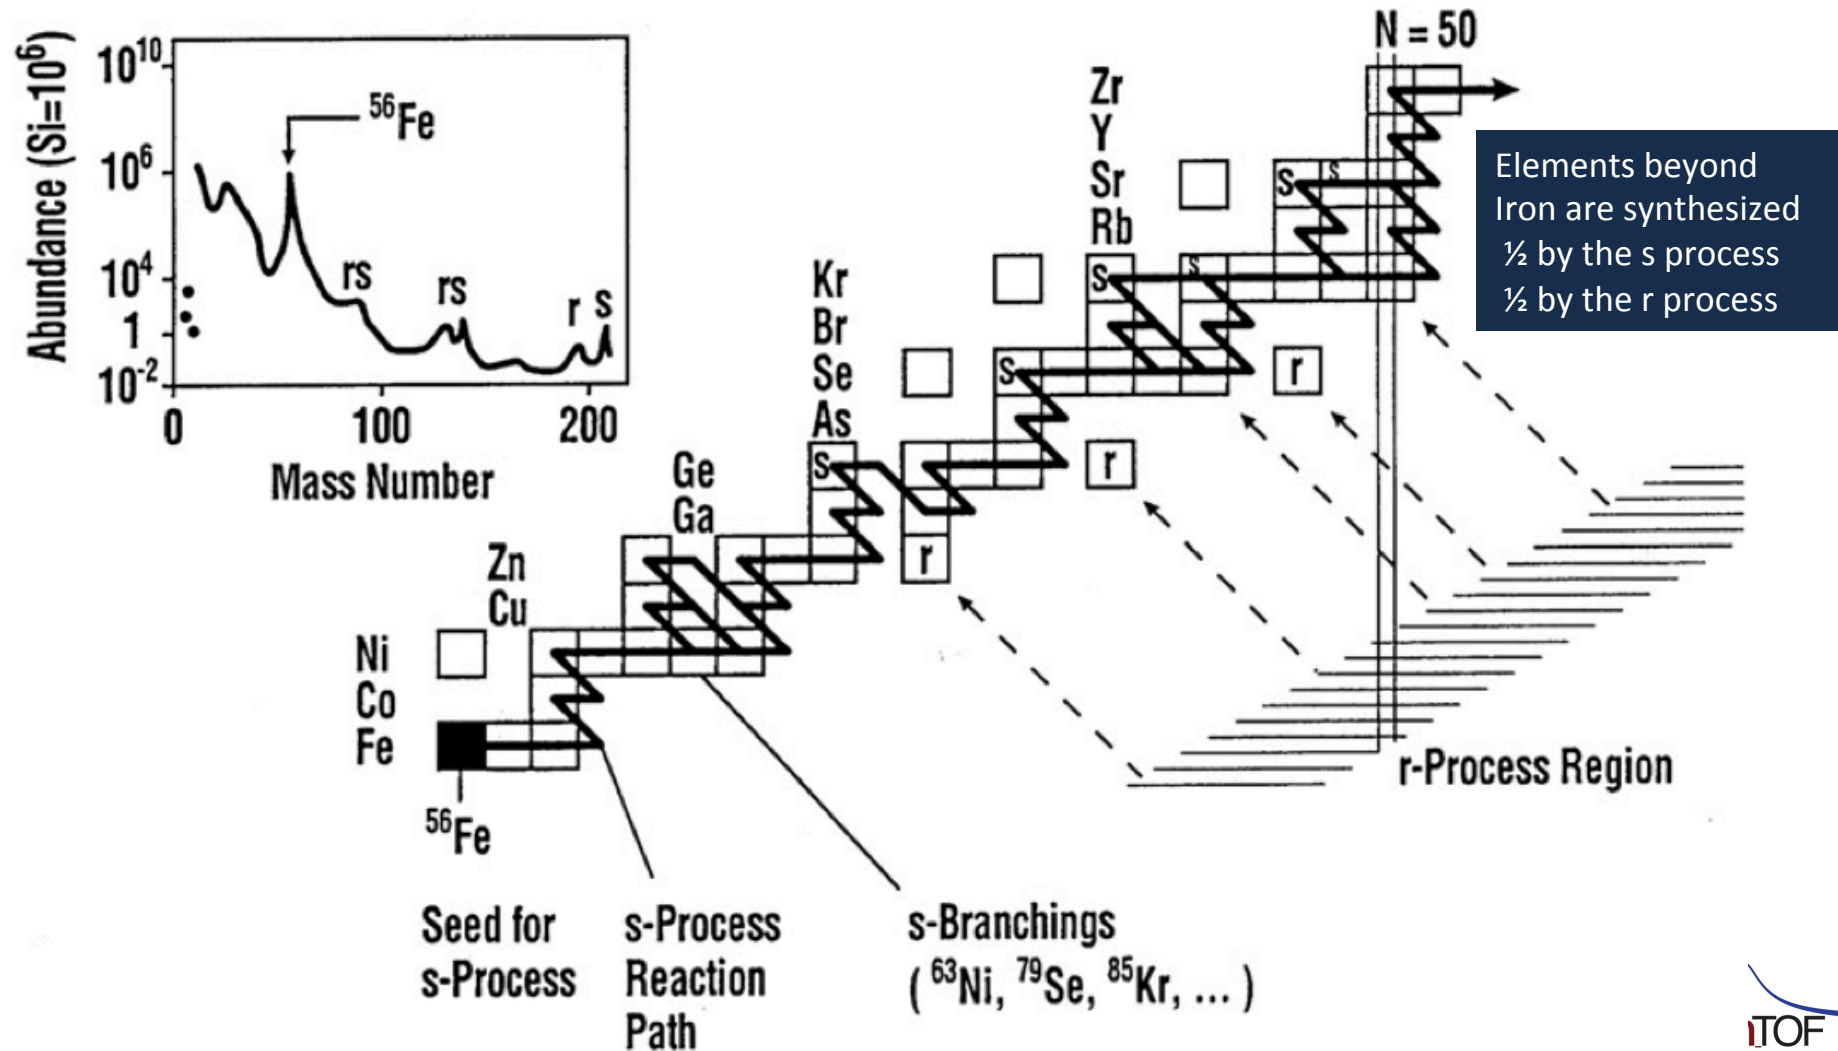 Abundance (Si=10⁶)
10¹⁰
10⁶
10⁴
1
10⁻²
0
100
200
Mass Number
⁵⁶Fe
rs
rs
r
s
N = 50
Zr
Y
Sr
Rb
Kr
Br
Se
As
Ge
Ga
Zn
Cu
Ni
Co
Fe
s
s
s
s
s
s
r
r
r
Elements beyond
Iron are synthesized
½ by the s process
½ by the r process
r-Process Region
⁵⁶Fe
Seed for
s-Process
s-Process
Reaction
Path
s-Branchings
( ⁶³Ni, ⁷⁹Se, ⁸⁵Kr, ... )
nTOF